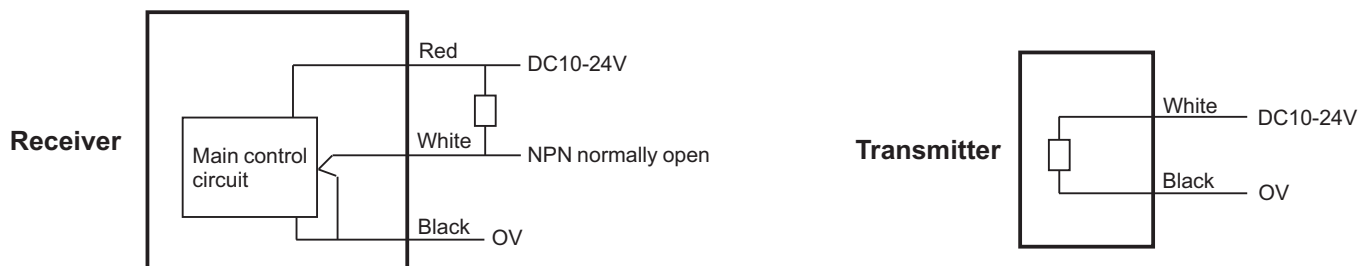 Receiver
Main control
circuit
Red
DC10-24V
White
NPN normally open
Black
OV
Transmitter
White
DC10-24V
Black
OV